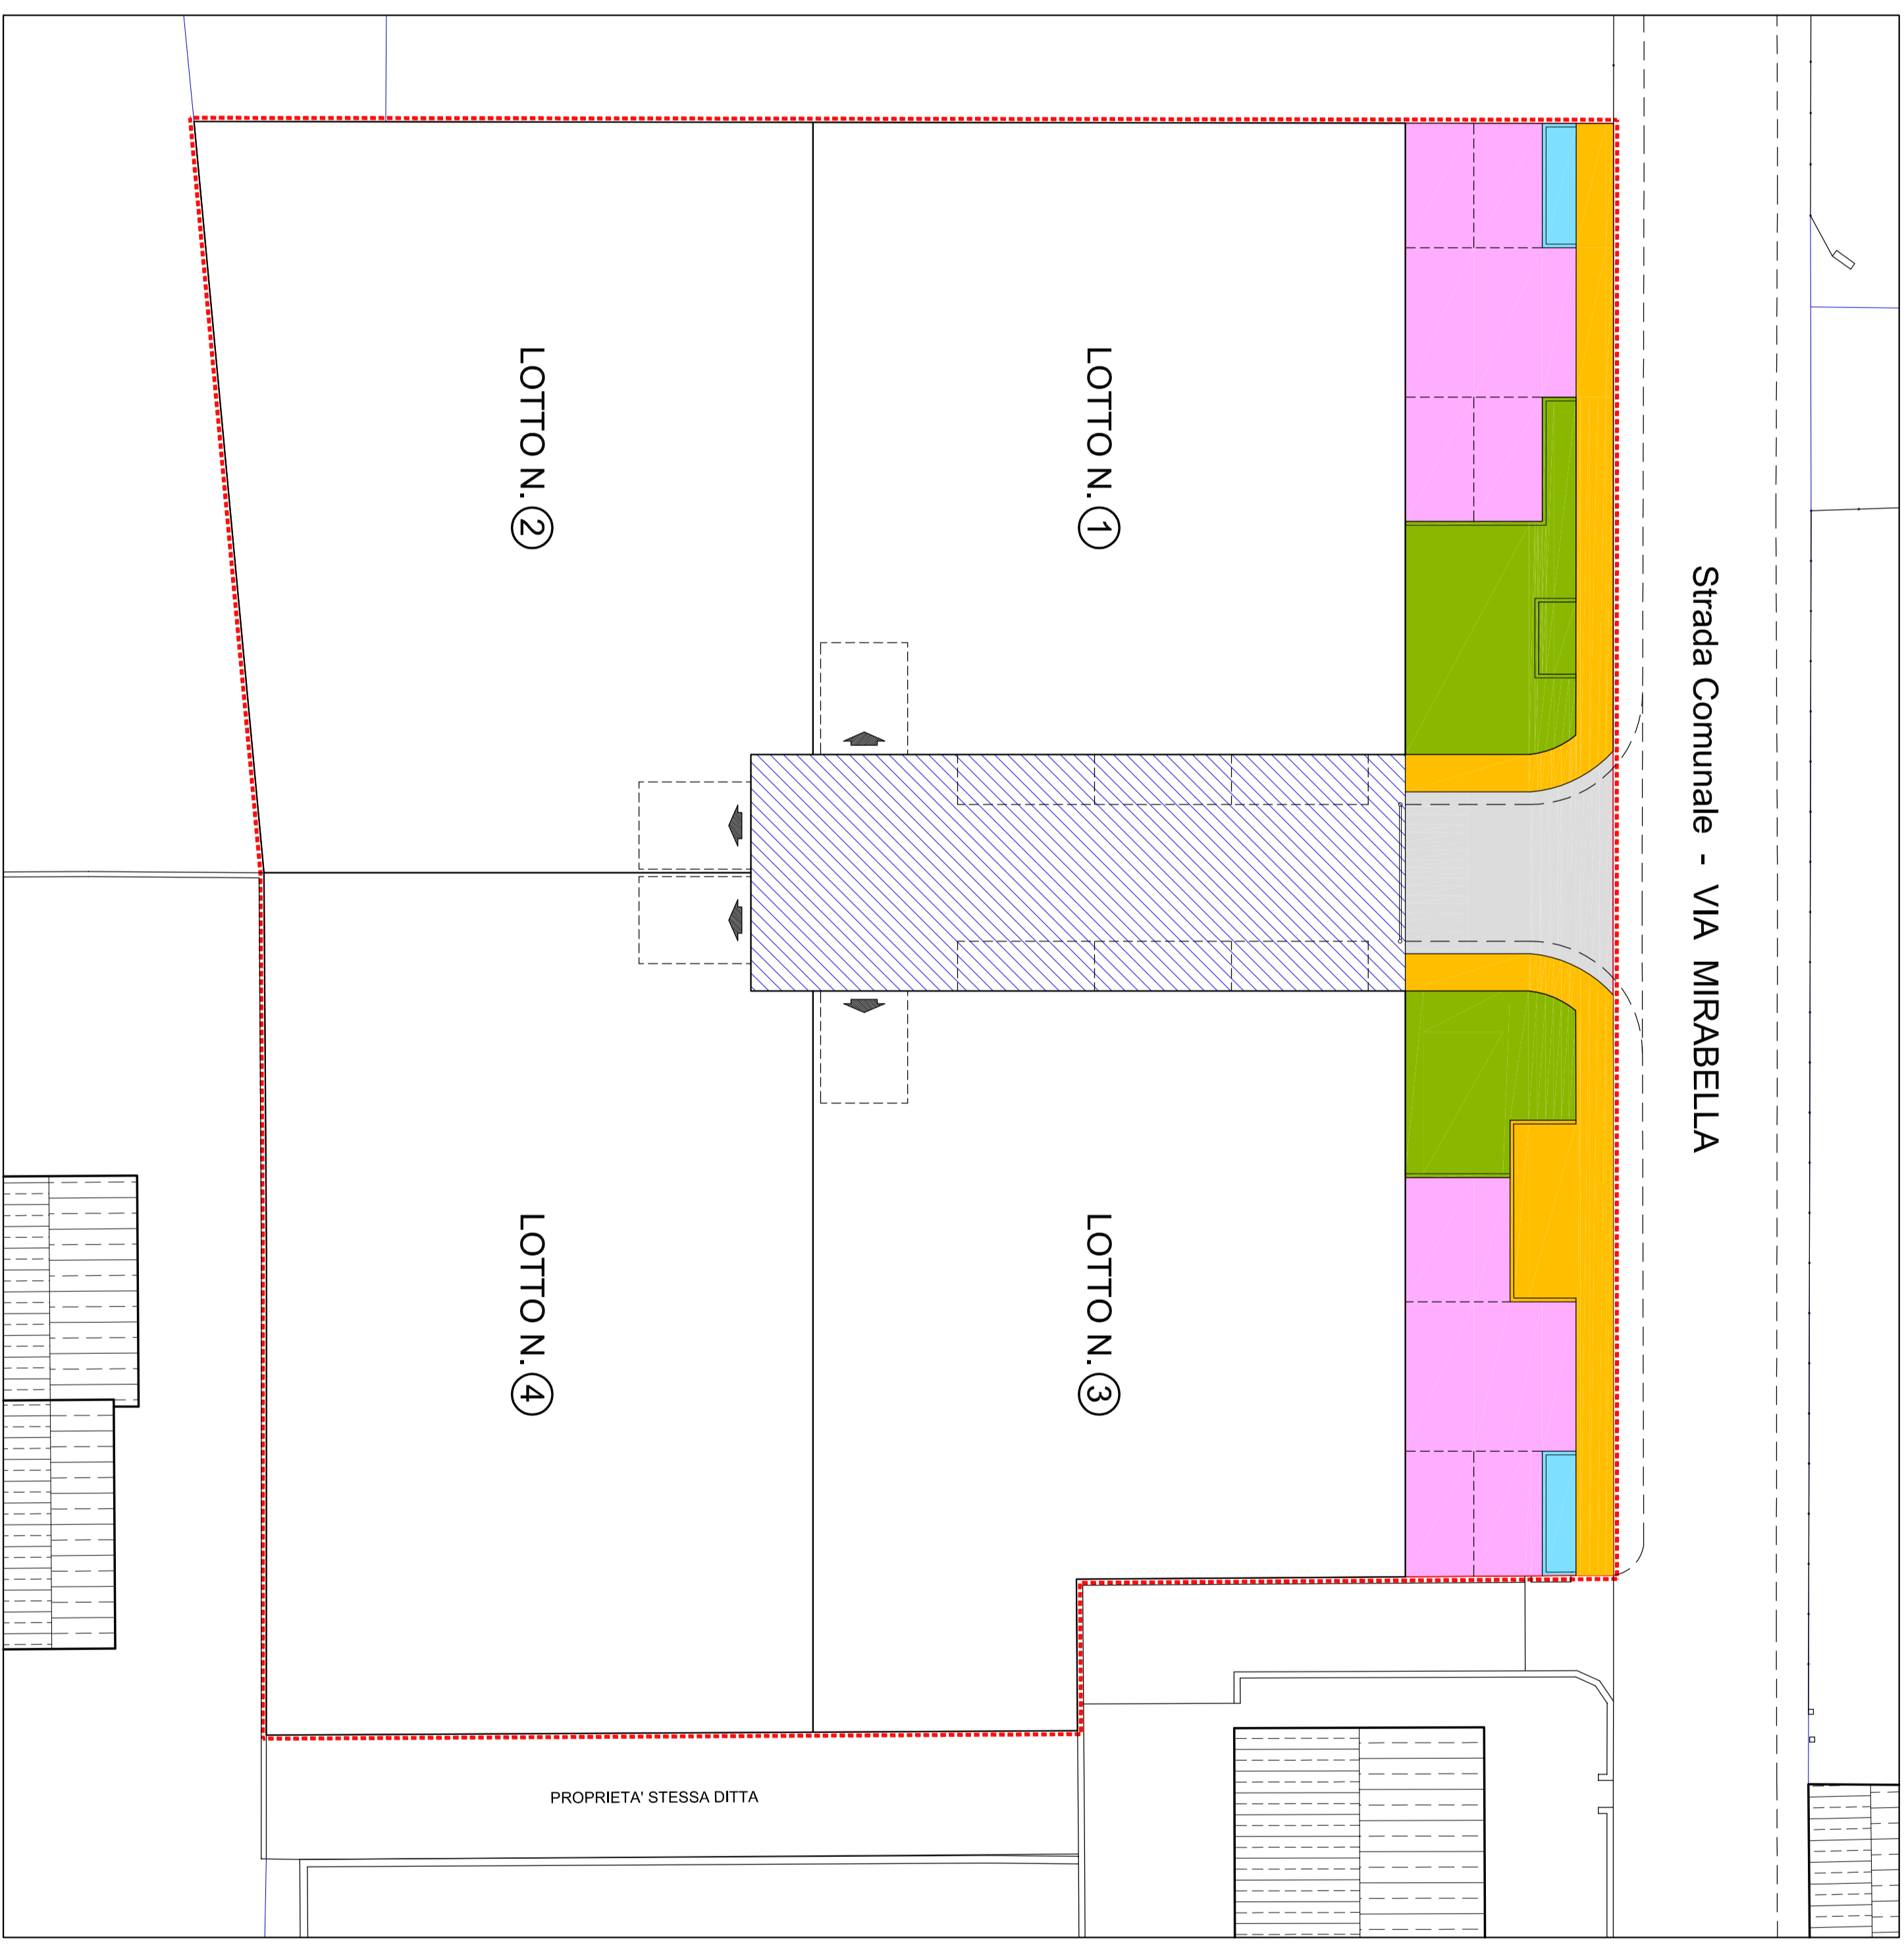 Strada Comunale - VIA MIRABELLA
LOTTO N. 1
LOTTO N. 3
LOTTO N. 2
LOTTO N. 4
PROPRIETA' STESSA DITTA